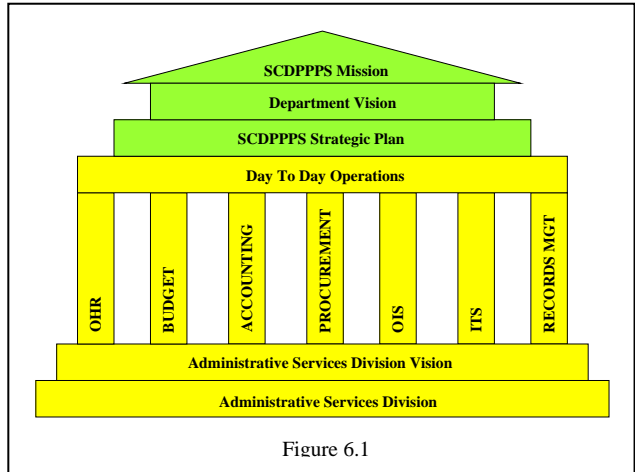 SCDPPPS Mission
Department Vision
SCDPPPS Strategic Plan
Day To Day Operations
OHR
BUDGET
ACCOUNTING
PROCUREMENT
OIS
ITS
RECORDS MGT
Administrative Services Division Vision
Administrative Services Division
Figure 6.1